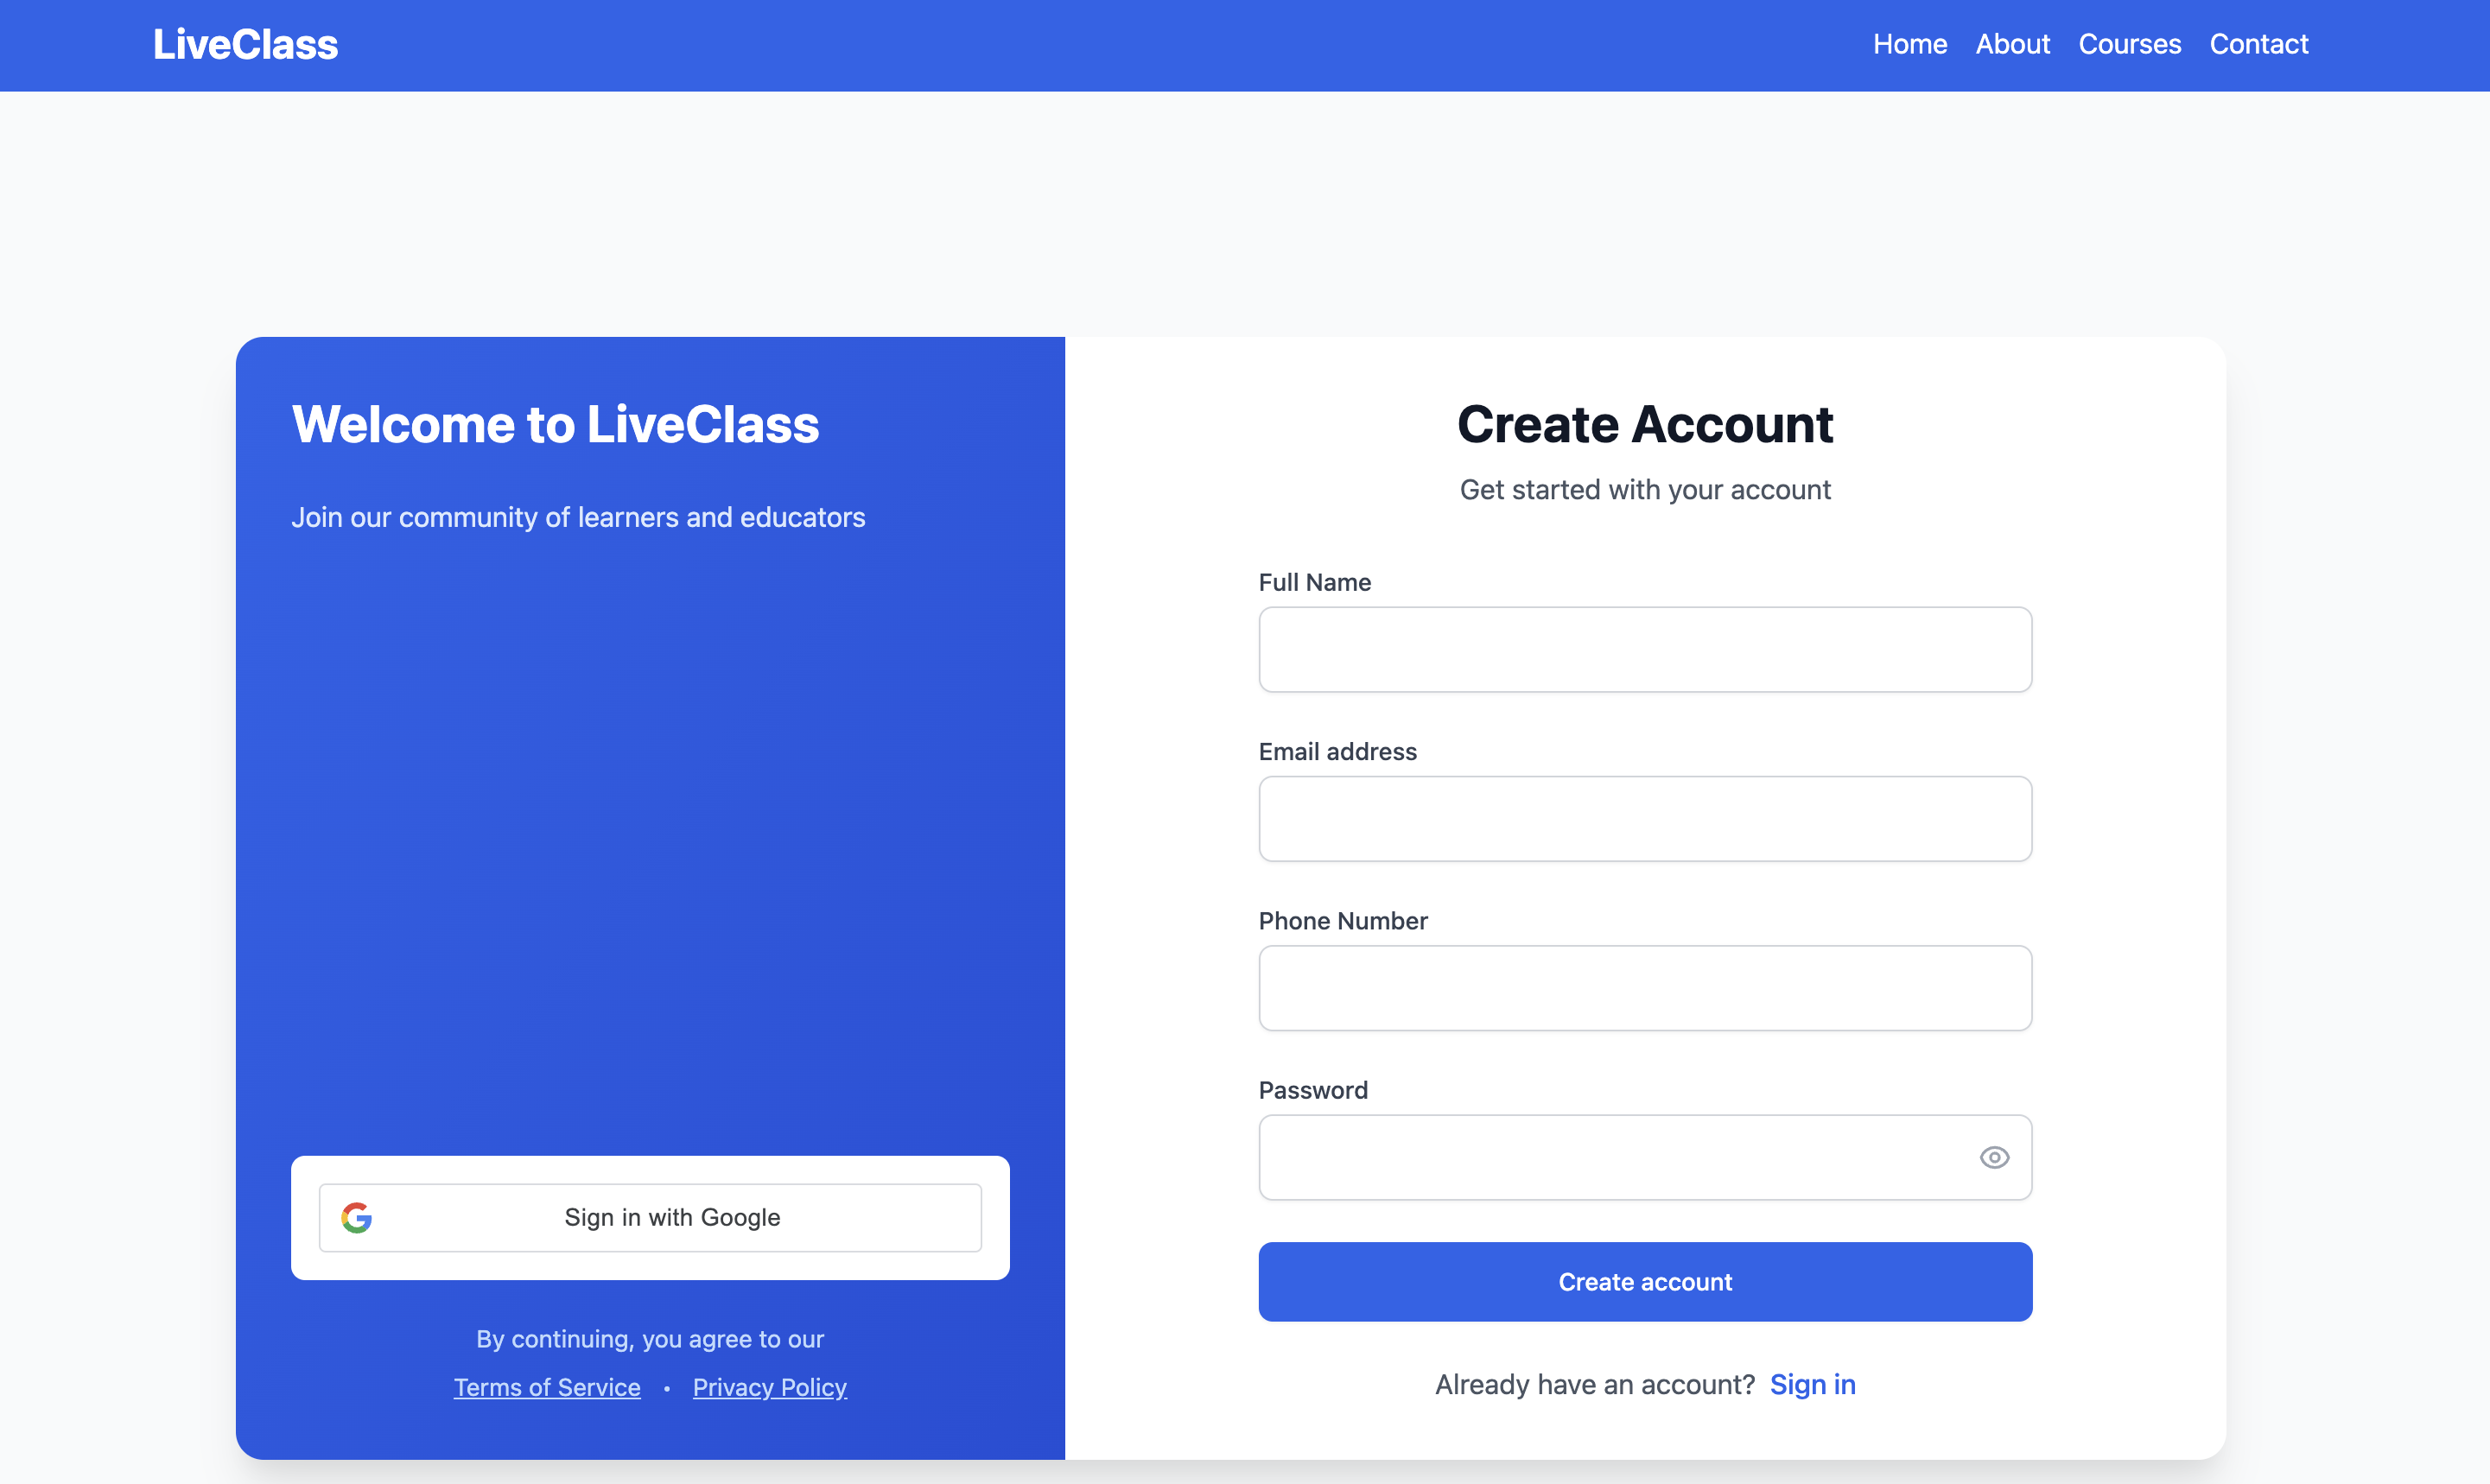 LiveClass
Home About Courses Contact
Welcome to LiveClass
Join our community of learners and educators
Sign in with Google
By continuing, you agree to our
Terms of Service • Privacy Policy
Create Account
Get started with your account
Full Name
Email address
Phone Number
Password
Create account
Already have an account? Sign in